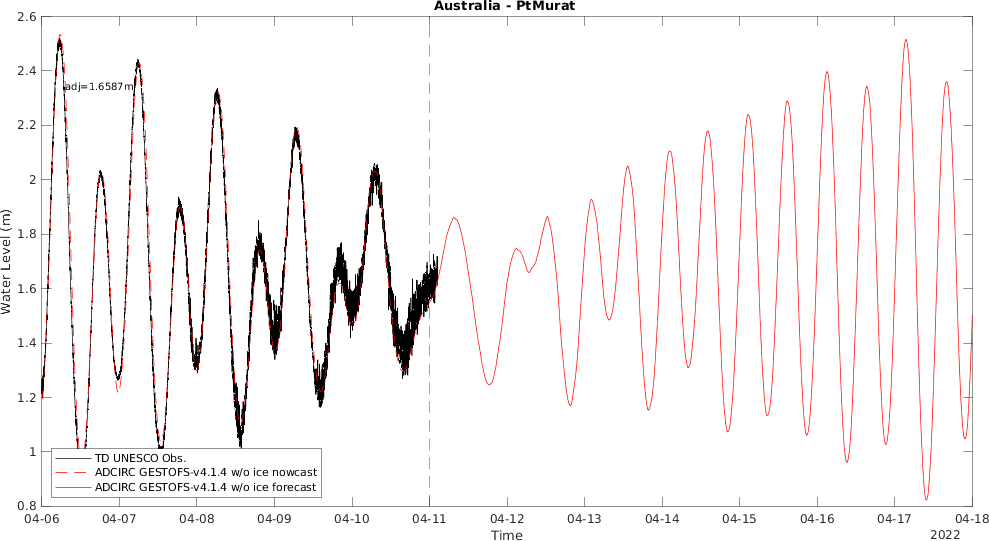 Australia - PtMurat
2.6
2.4
2.2
2
1.8
1.6
1.4
1.2
1
0.8
Water Level (m)
adj=1.6587m
TD UNESCO Obs.
ADCIRC GESTOFS-v4.1.4 w/o ice nowcast
ADCIRC GESTOFS-v4.1.4 w/o ice forecast
04-06 04-07 04-08 04-09 04-10 04-11 04-12 04-13 04-14 04-15 04-16 04-17 04-18
Time
2022